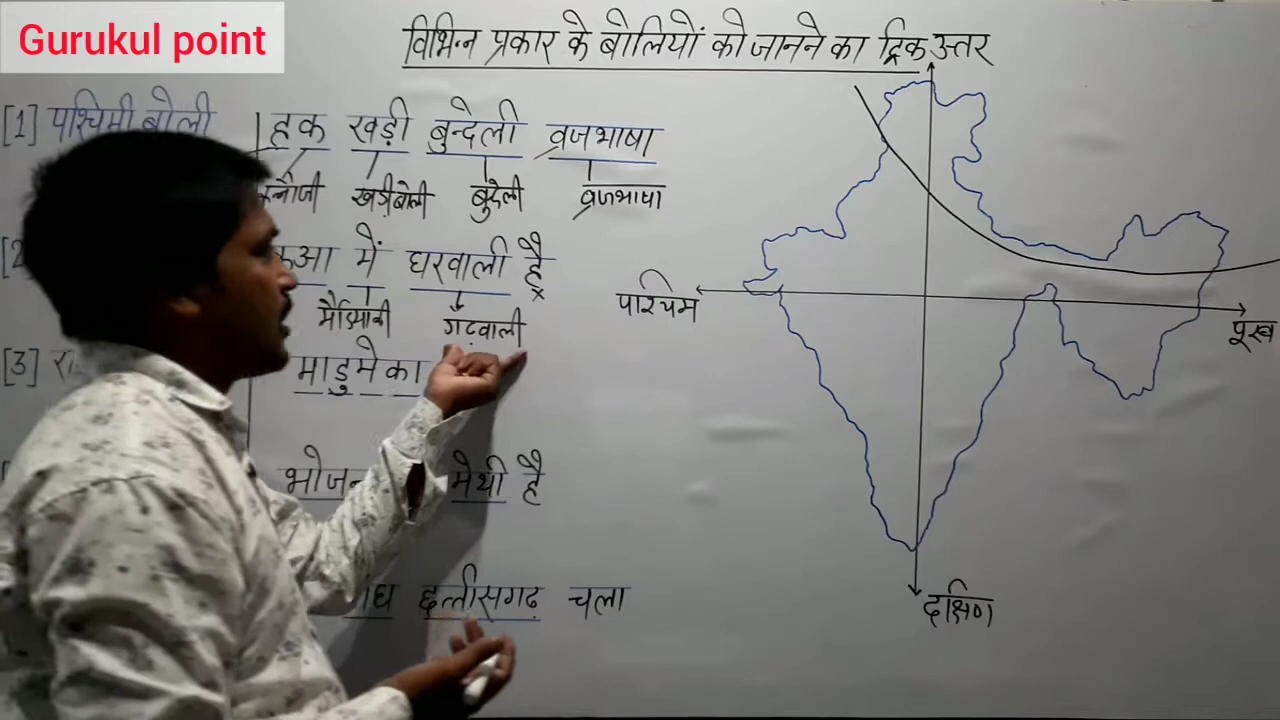 Gurukul point
विभिन्न प्रकार के बोलियों को जानने का ट्रिक
उत्तर
[1] पश्चिमी बोली
हक खड़ी बुन्देली व्रजभाषा
खड़ीबोली बुंदेली व्रजभाषा
में घरवाली है
गढ़वाली
पश्चिम
पूरब
[3]
माडुमेका
मेथी है
छत्तीसगढ़ चला
दक्षिण